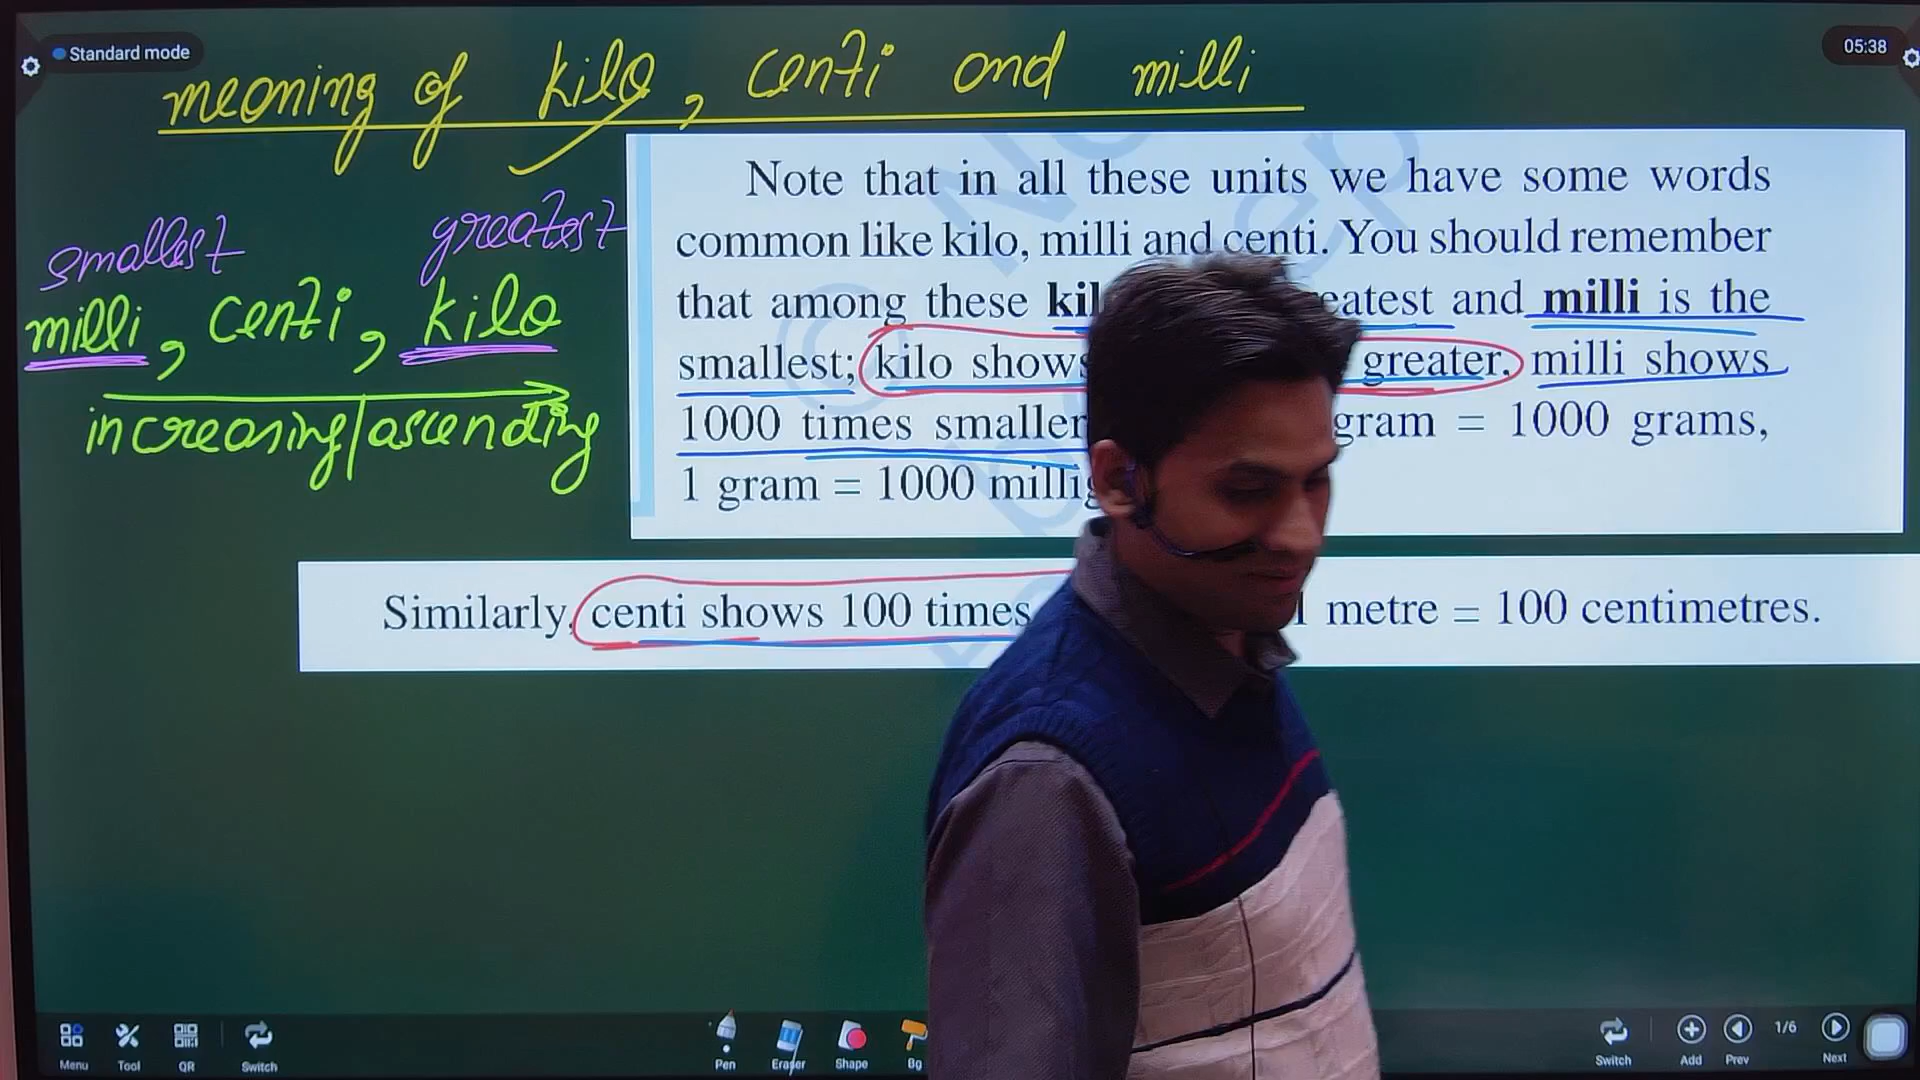 Standard mode
05:38
meaning of kilo, centi and milli
smallest greatest
milli, centi, kilo
increasing/ascending
Note that in all these units we have some words
common like kilo, milli and centi. You should remember
that among these kil eatest and milli is the
smallest; kilo shows greater, milli shows
1000 times smaller gram = 1000 grams,
1 gram = 1000 millig
Similarly, centi shows 100 times 1 metre = 100 centimetres.
Menu Tool QR Switch Pen Eraser Shape Bg Switch Add Prev 1/6 Next